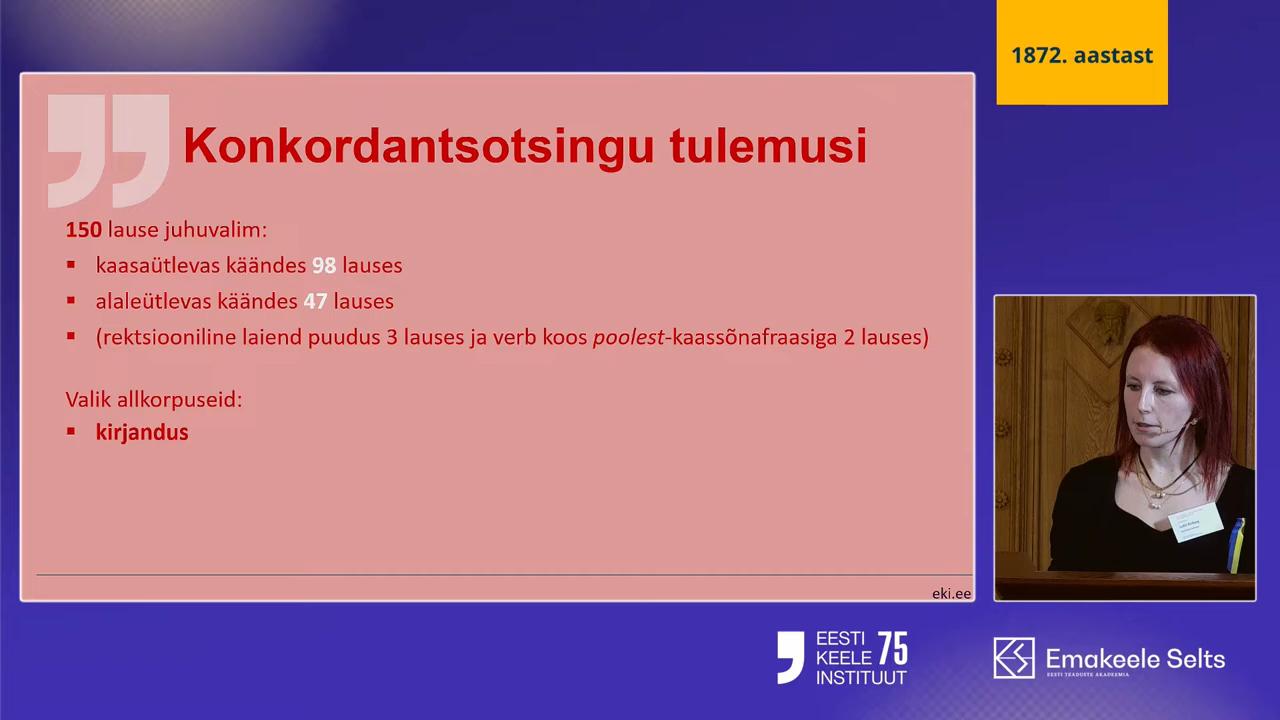 1872. aastast
Konkordantsotsingu tulemusi
150 lause juhuvalim:
▪ kaasaütlevas käändes 98 lauses
▪ alaleütlevas käändes 47 lauses
▪ (rektsiooniline laiend puudus 3 lauses ja verb koos poolest-kaassõnafraasiga 2 lauses)
Valik allkorpuseid:
▪ kirjandus
eki.ee
EESTI
KEELE 75
INSTITUUT
Emakeele Selts
EESTI TEADUSTE AKADEEMIA